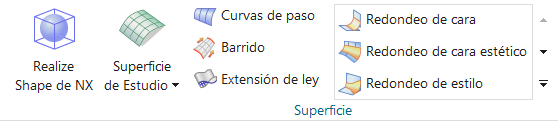 Realize
Shape de NX
Superficie
de Estudio
Curvas de paso
Barrido
Extensión de ley
Redondeo de cara
Redondeo de cara estético
Redondeo de estilo
Superficie